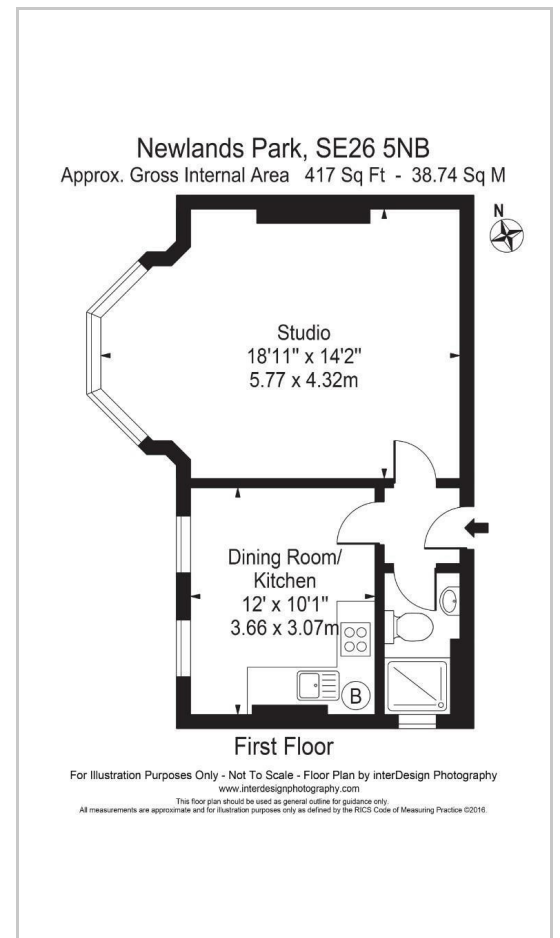 Newlands Park, SE26 5NB
Approx. Gross Internal Area 417 Sq Ft - 38.74 Sq M
N
Studio
18'11" x 14'2"
5.77 x 4.32m
Dining Room/
Kitchen
12' x 10'1"
3.66 x 3.07m
B
First Floor
For Illustration Purposes Only - Not To Scale - Floor Plan by interDesign Photography
www.interdesignphotography.com
This floor plan should be used as general outline for guidance only.
All measurements are approximate and for illustration purposes only as defined by the RICS Code of Measuring Practice ©2016.